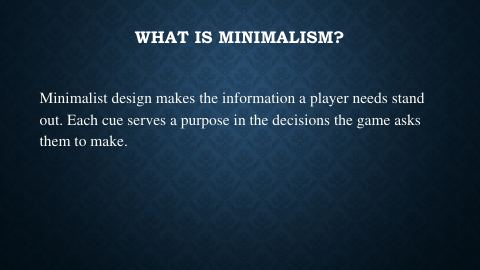 WHAT IS MINIMALISM?
Minimalist design makes the information a player needs stand
out. Each cue serves a purpose in the decisions the game asks
them to make.